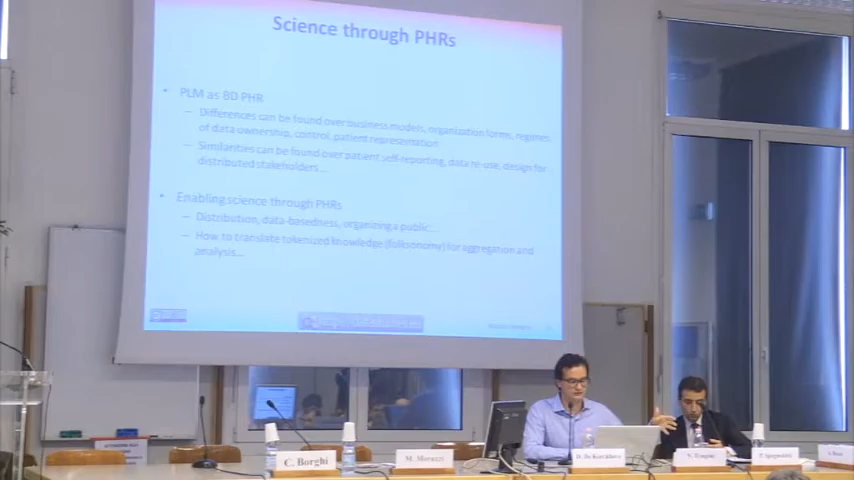 Science through PHRs
• PLM as BD PHR
– Differences can be found over business models, organization forms, regimes
of data ownership, control, patient representation
– Similarities can be found over patient self-reporting, data re-use, design for
distributed stakeholders...
• Enabling science through PHRs
– Distribution, data-basedness, organizing a public...
– How to translate tokenized knowledge (folksonomy) for aggregation and
analysis...
C. Borghi
M. Moruzzi